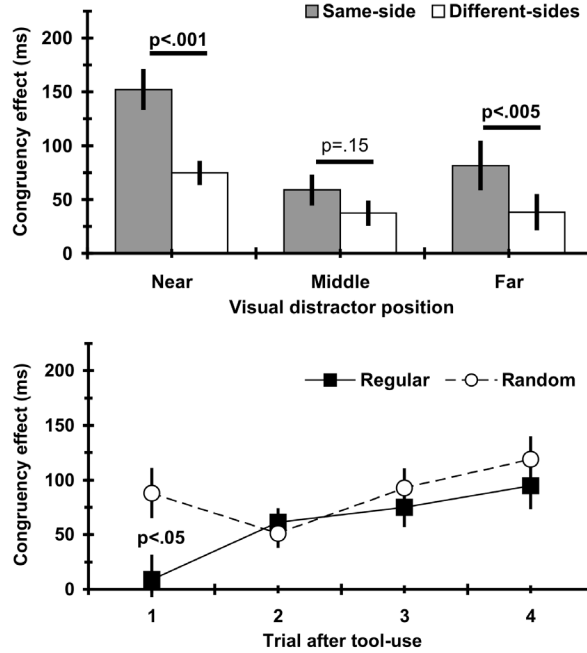 Same-side Different-sides
Congruency effect (ms)
200
150
100
50
0
p<.001
p=.15
p<.005
Near Middle Far
Visual distractor position
Congruency effect (ms)
200
150
100
50
0
Regular Random
p<.05
1 2 3 4
Trial after tool-use